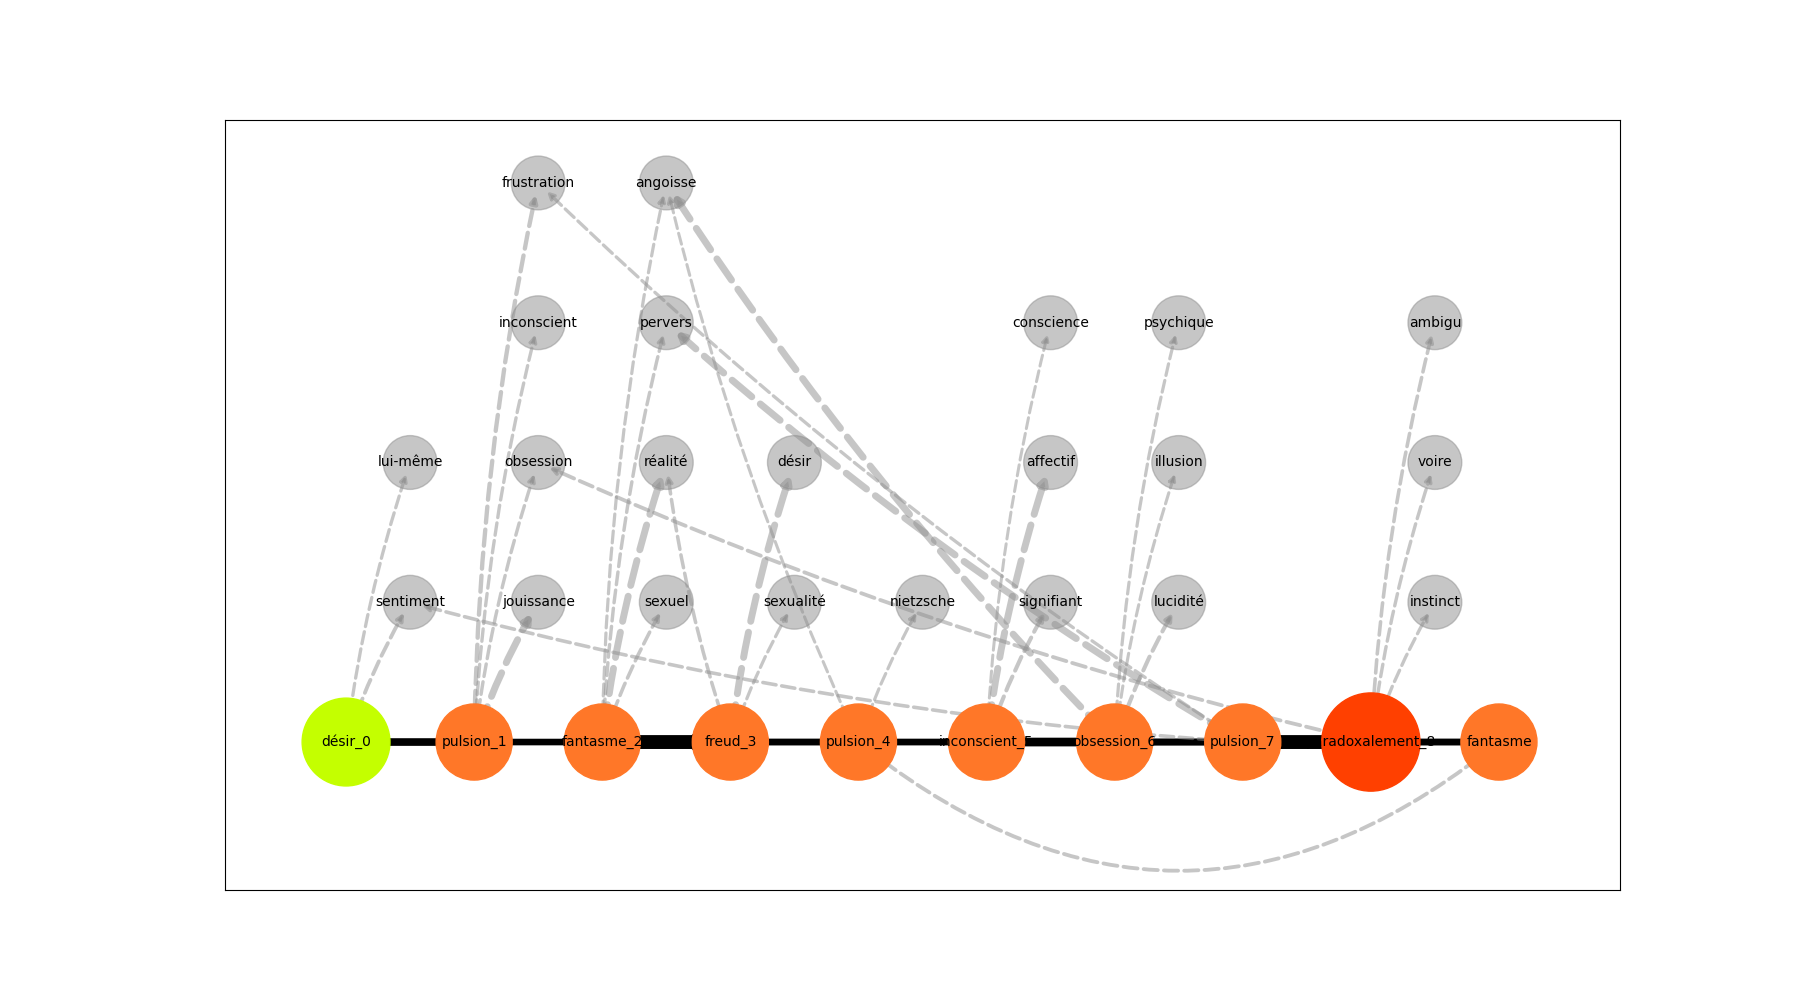 frustration angoisse
inconscient pervers conscience psychique ambigu
lui-même obsession réalité désir affectif illusion voire
sentiment jouissance sexuel sexualité nietzsche signifiant lucidité instinct
désir_0 pulsion_1 fantasme_2 freud_3 pulsion_4 inconscient_5 obsession_6 pulsion_7 radoxalement_8 fantasme